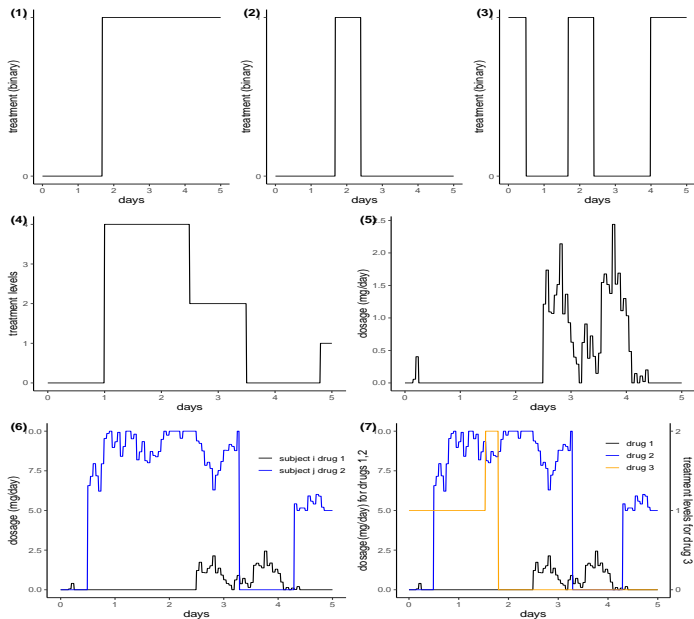 (1)
treatment (binary)
1
0
0 1 2 3 4 5
days
(2)
treatment (binary)
1
0
0 1 2 3 4 5
days
(3)
treatment (binary)
1
0
0 1 2 3 4 5
days
(4)
treatment levels
4
3
2
1
0
0 1 2 3 4 5
days
(5)
dosage (mg/day)
2.5
2.0
1.5
1.0
0.5
0.0
0 1 2 3 4 5
days
(6)
dosage (mg/day)
10.0
7.5
5.0
2.5
0.0
0 1 2 3 4 5
days
subject i drug 1
subject j drug 2
(7)
dosage(mg/day) for drugs 1,2
10.0
7.5
5.0
2.5
0.0
0 1 2 3 4 5
days
drug 1
drug 2
drug 3
2
1
0
treatment levels for drug 3